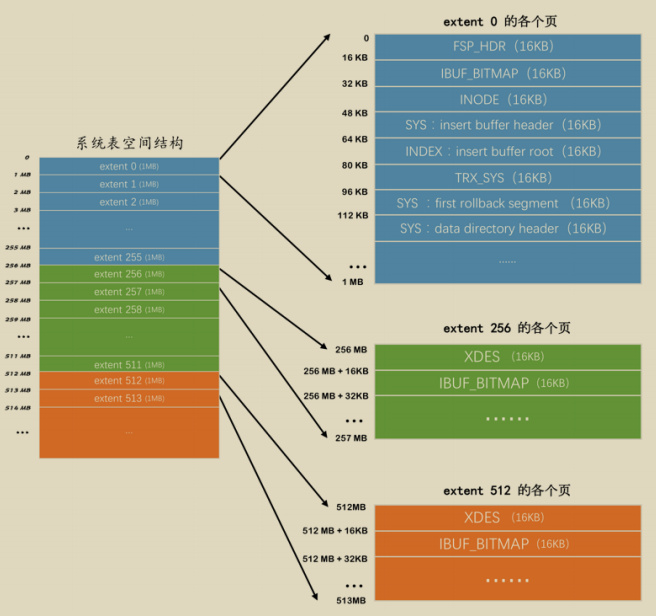 系统表空间结构
0
extent 0 (1MB)
1 MB
extent 1 (1MB)
2 MB
extent 2 (1MB)
3 MB
...
...
255 MB
extent 255 (1MB)
256 MB
extent 256 (1MB)
257 MB
extent 257 (1MB)
258 MB
extent 258 (1MB)
259 MB
...
...
511 MB
extent 511 (1MB)
512 MB
extent 512 (1MB)
513 MB
extent 513 (1MB)
514 MB
...
...
extent 0 的各个页
0
FSP_HDR（16KB）
16 KB
IBUF_BITMAP（16KB）
32 KB
INODE（16KB）
48 KB
SYS：insert buffer header（16KB）
64 KB
INDEX：insert buffer root（16KB）
80 KB
TRX_SYS（16KB）
96 KB
SYS ：first rollback segment （16KB）
112 KB
SYS：data directory header（16KB）
......
...
1 MB
extent 256 的各个页
256 MB
XDES （16KB）
256 MB + 16KB
IBUF_BITMAP（16KB）
256 MB + 32KB
......
...
257 MB
extent 512 的各个页
512MB
XDES （16KB）
512 MB + 16KB
IBUF_BITMAP（16KB）
512 MB + 32KB
......
...
513MB